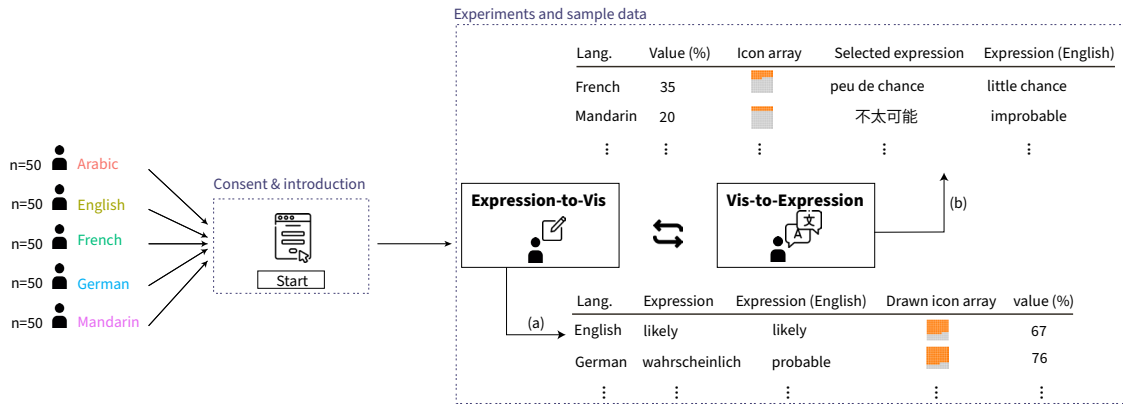 Experiments and sample data
Lang. Value (%) Icon array Selected expression Expression (English)
French 35 peu de chance little chance
Mandarin 20 不太可能 improbable
n=50 Arabic
n=50 English
n=50 French
n=50 German
n=50 Mandarin
Consent & introduction
Start
Expression-to-Vis
Vis-to-Expression
A 文
(b)
(a)
Lang. Expression Expression (English) Drawn icon array value (%)
English likely likely 67
German wahrscheinlich probable 76